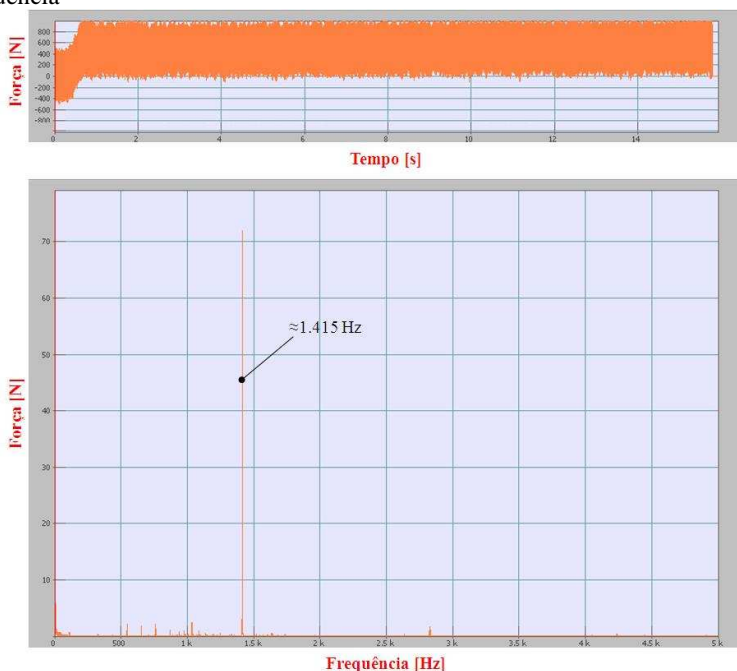 uência
800
600
400
200
0
-200
-400
-600
-800
Força [N]
0 2 4 6 8 10 12 14
Tempo [s]
70
60
50
40
30
20
10
≈1.415 Hz
Força [N]
0 500 1 k 1.5 k 2 k 2.5 k 3 k 3.5 k 4 k 4.5 k 5 k
Frequência [Hz]